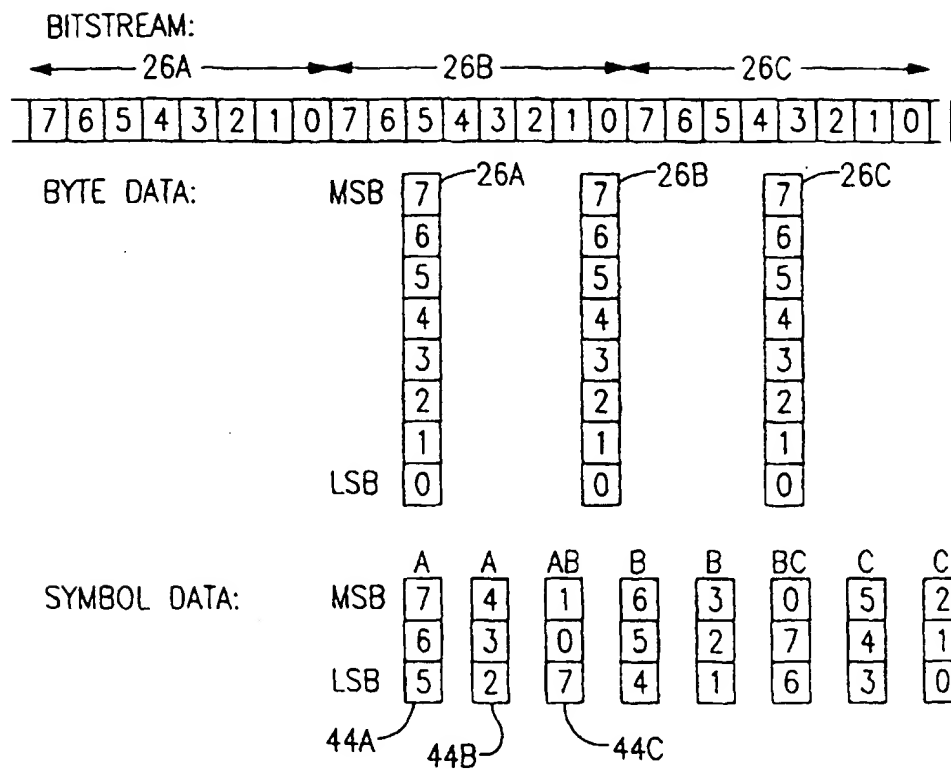 BITSTREAM:
26A 26B 26C
7 6 5 4 3 2 1 0 7 6 5 4 3 2 1 0 7 6 5 4 3 2 1 0
BYTE DATA: MSB 7 26A 7 26B 7 26C
6 6 6
5 5 5
4 4 4
3 3 3
2 2 2
1 1 1
LSB 0 0 0
A A AB B B BC C C
SYMBOL DATA: MSB 7 4 1 6 3 0 5 2
6 3 0 5 2 7 4 1
LSB 5 2 7 4 1 6 3 0
44A 44B 44C